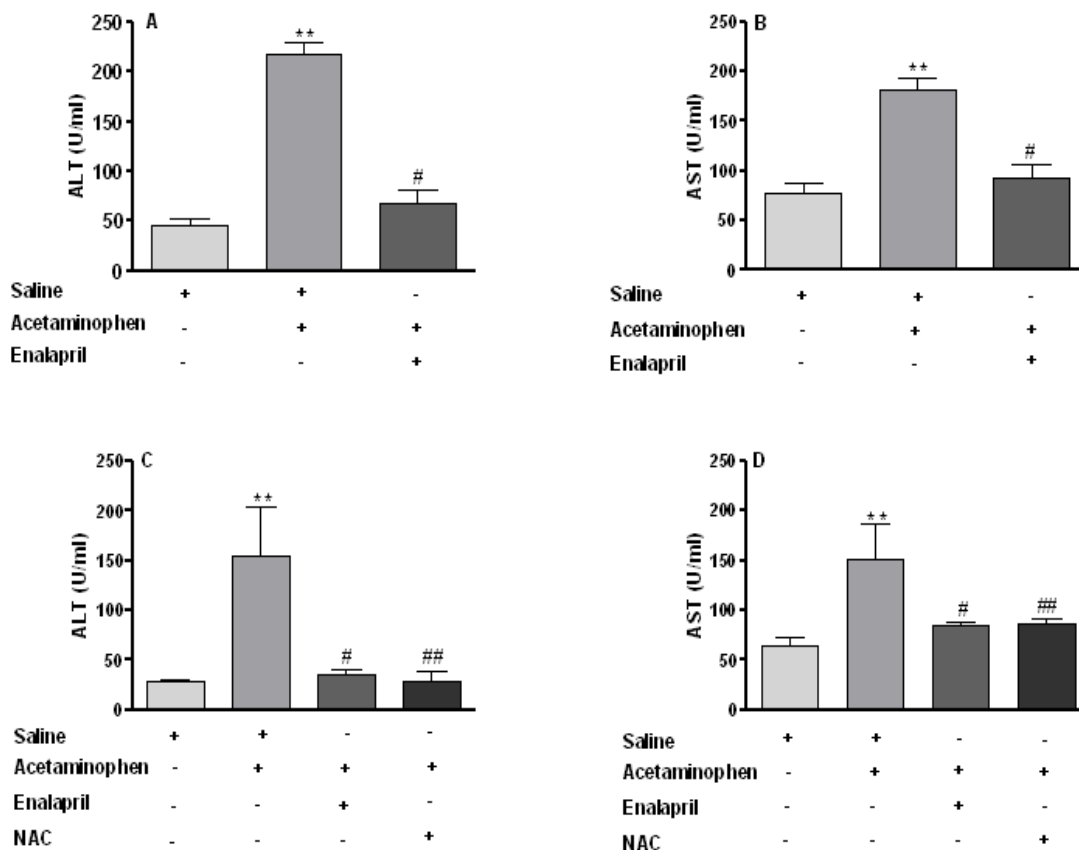 A
**
250
200
150
100
50
0
ALT (U/ml)
#
Saline + + -
Acetaminophen - + +
Enalapril - - +
B
**
250
200
150
100
50
0
AST (U/ml)
#
Saline + + -
Acetaminophen - + +
Enalapril - - +
C
**
250
200
150
100
50
0
ALT (U/ml)
# ##
Saline + + - -
Acetaminophen - + + +
Enalapril - - + -
NAC - - - +
D
**
250
200
150
100
50
0
AST (U/ml)
# ##
Saline + + - -
Acetaminophen - + + +
Enalapril - - + -
NAC - - - +